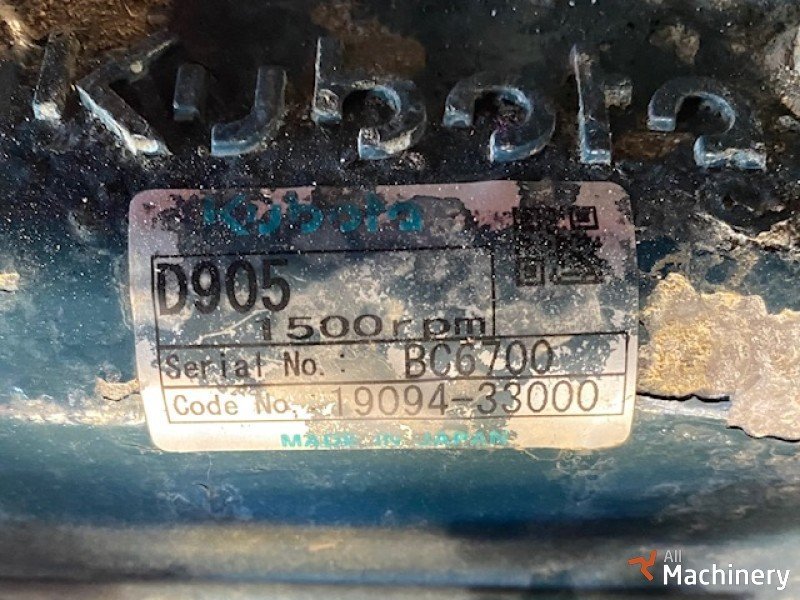 Kubota
Kubota
D905
1500rpm
Serial No. : BC6700
Code No. : 19094-33000
MADE IN JAPAN
All
Machinery